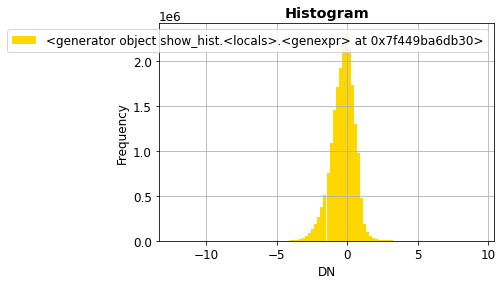 Histogram
1e6
<generator object show_hist.<locals>.<genexpr> at 0x7f449ba6db30>
2.0
1.5
1.0
0.5
0.0
Frequency
−10
−5
0
5
10
DN